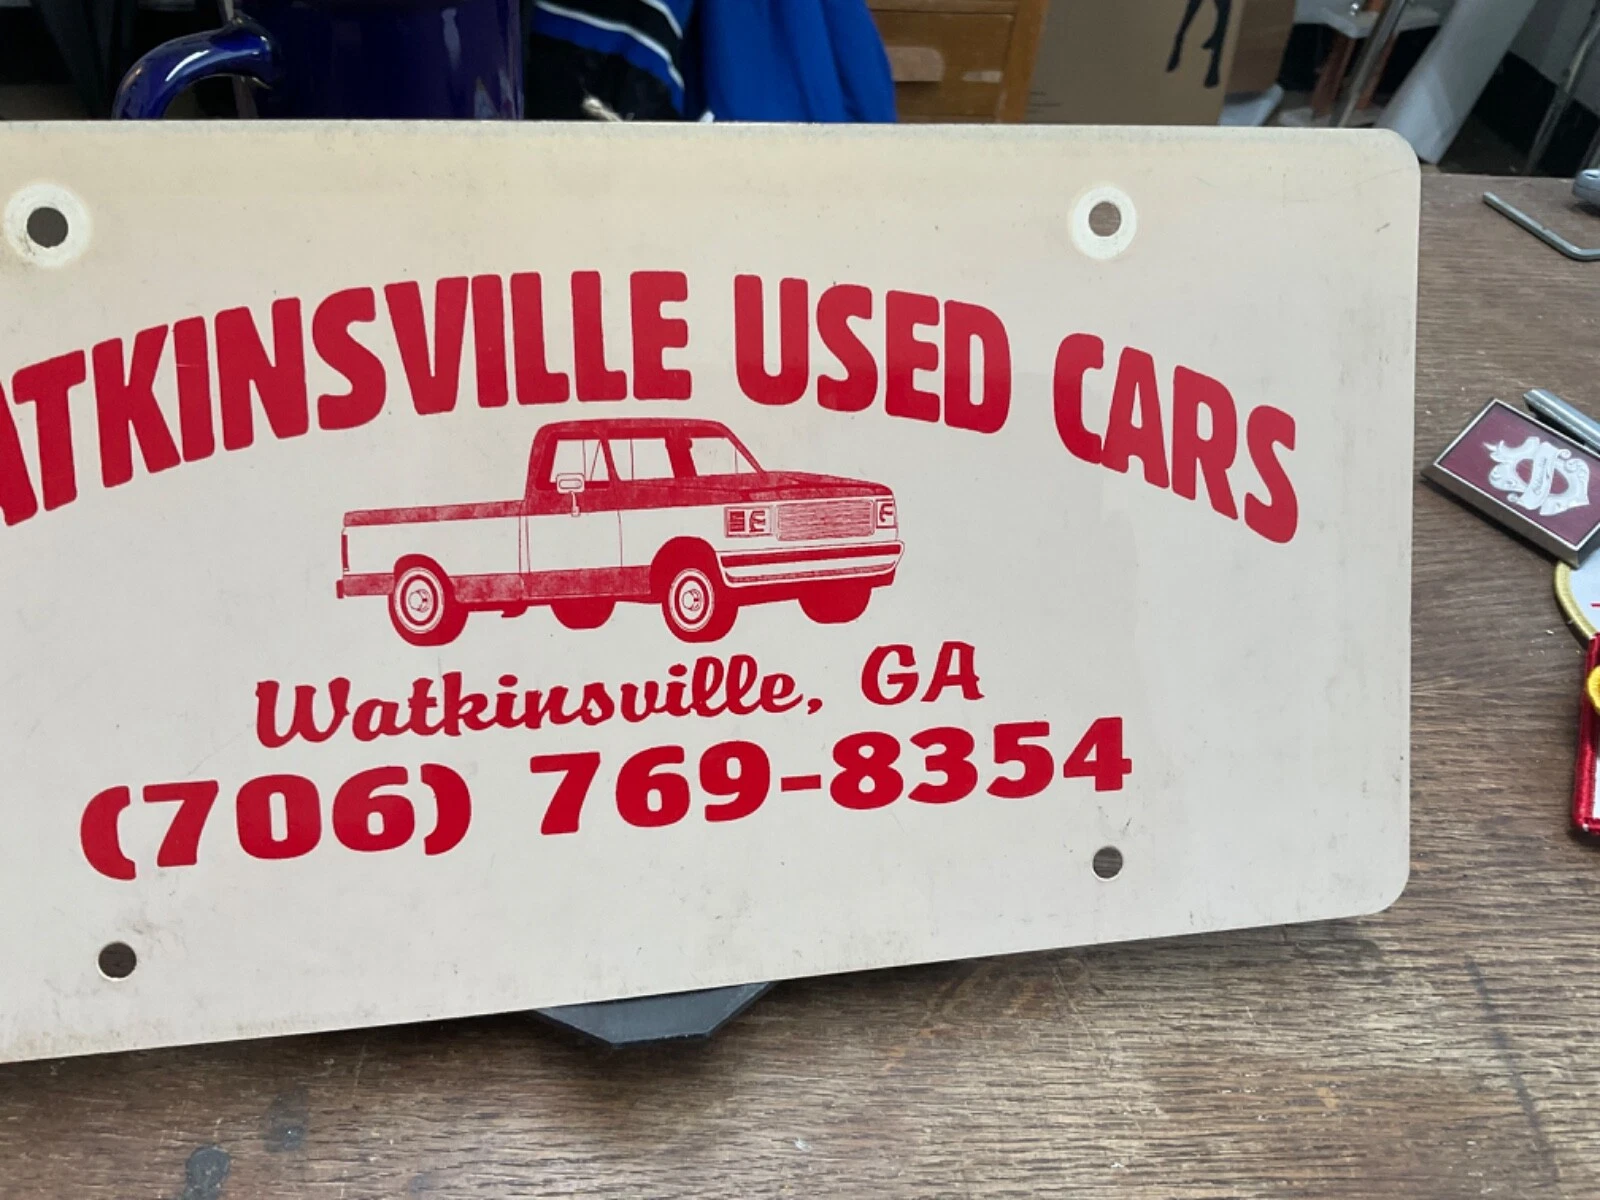 ATKINSVILLE USED CARS
Watkinsville, GA
(706) 769-8354